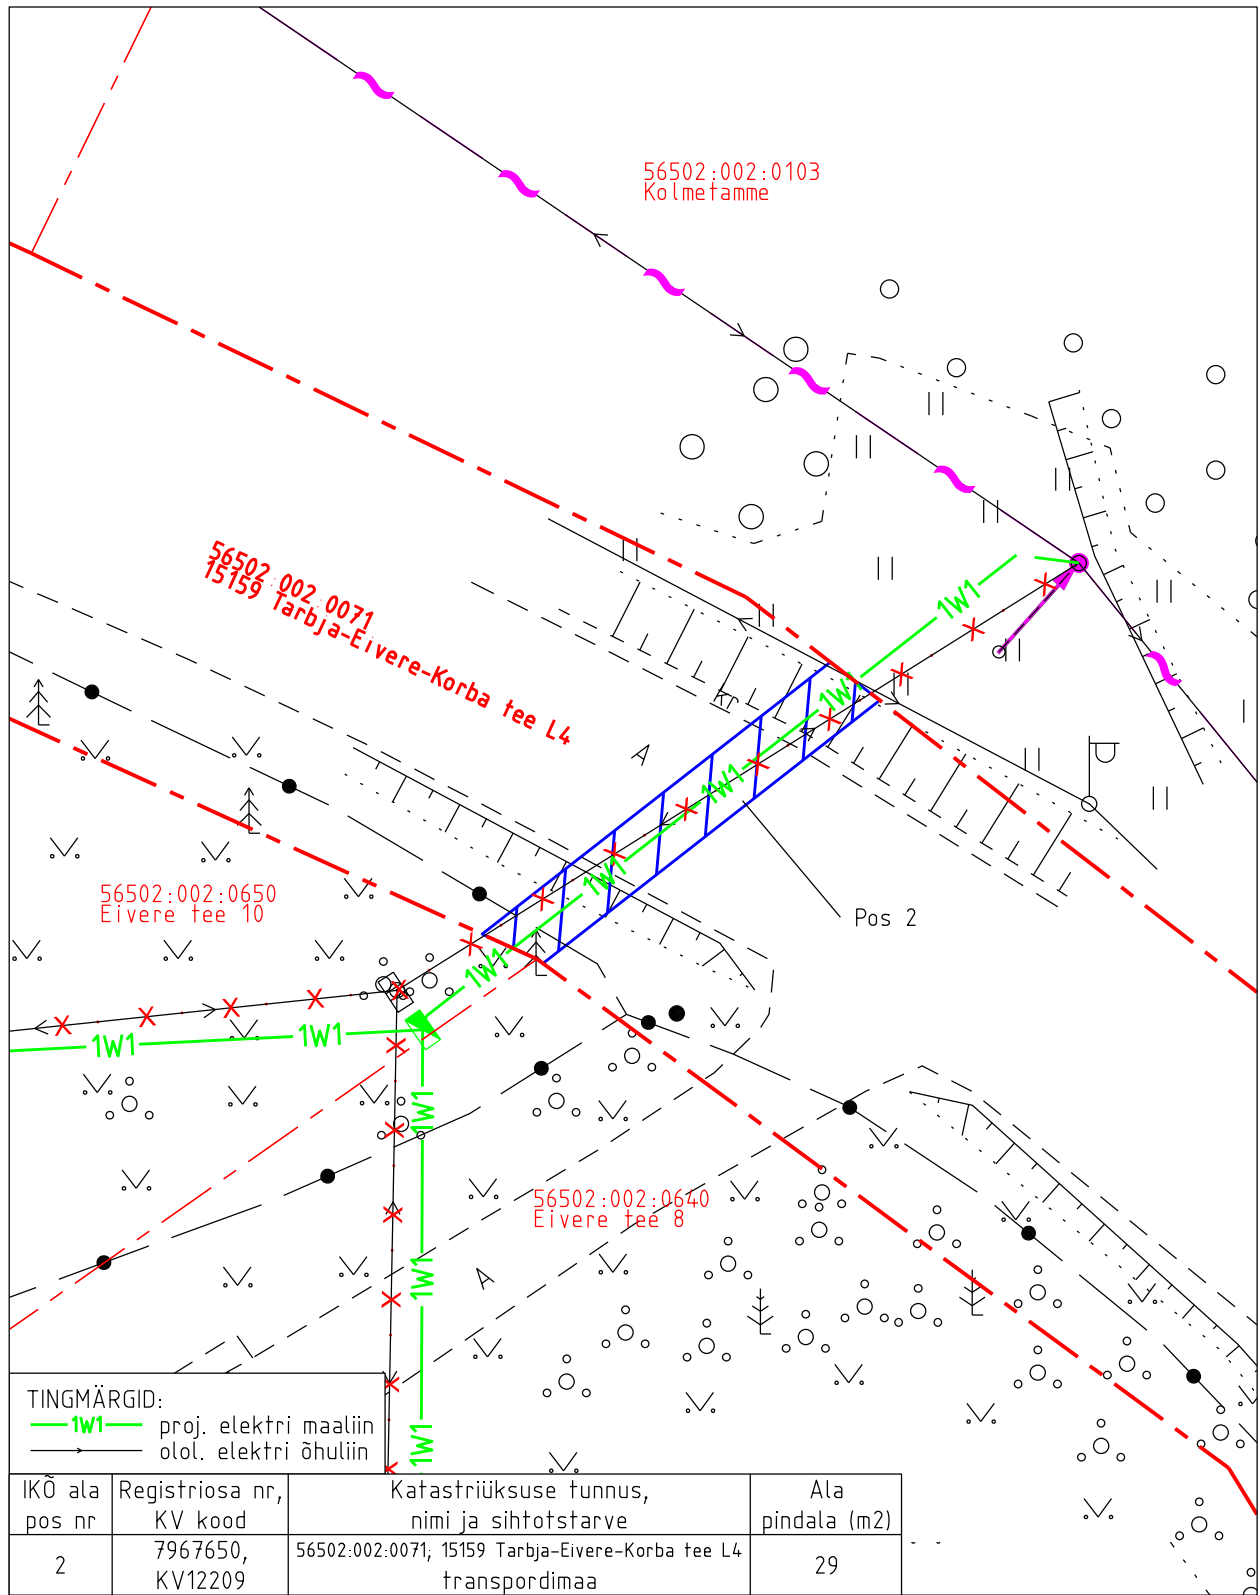 56502:002:0103
Kolmetamme
56502:002:0071
15159 Tarbja-Eivere-Korba tee L4
1W1
kr
1W1
A
1W1
1W1
56502:002:0650
Eivere tee 10
Pos 2
1W1
1W1
1W1
1W1
56502:002:0640
Eivere tee 8
A
1W1
1W1
TINGMÄRGID:
1W1 proj. elektri maaliin
olol. elektri õhuliin
IKÕ ala pos nr
Registriosa nr, KV kood
Katastriüksuse tunnus, nimi ja sihtotstarve
Ala pindala (m2)
2
7967650, KV12209
56502:002:0071; 15159 Tarbja-Eivere-Korba tee L4 transpordimaa
29